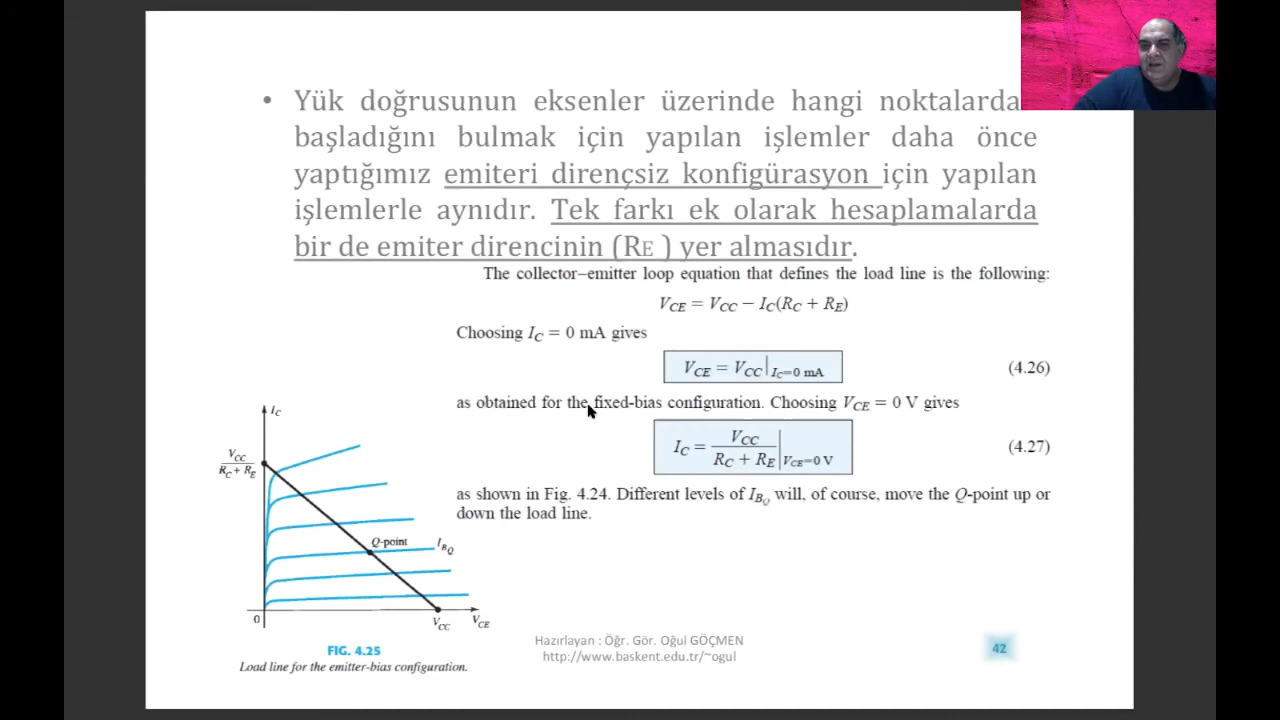 • Yük doğrusunun eksenler üzerinde hangi noktalarda
başladığını bulmak için yapılan işlemler daha önce
yaptığımız emiteri dirençsiz konfigürasyon için yapılan
işlemlerle aynıdır. Tek farkı ek olarak hesaplamalarda
bir de emiter direncinin (RE ) yer almasıdır.
The collector–emitter loop equation that defines the load line is the following:
VCE = VCC − IC(RC + RE)
Choosing IC = 0 mA gives
VCE = VCC|IC=0 mA (4.26)
as obtained for the fixed-bias configuration. Choosing VCE = 0 V gives
IC = VCC / RC + RE |VCE=0 V (4.27)
as shown in Fig. 4.24. Different levels of IBQ will, of course, move the Q-point up or
down the load line.
IC
VCC
RC + RE
Q-point
IBQ
0
VCC
VCE
FIG. 4.25
Load line for the emitter-bias configuration.
Hazırlayan : Öğr. Gör. Oğul GÖÇMEN
http://www.baskent.edu.tr/~ogul
42